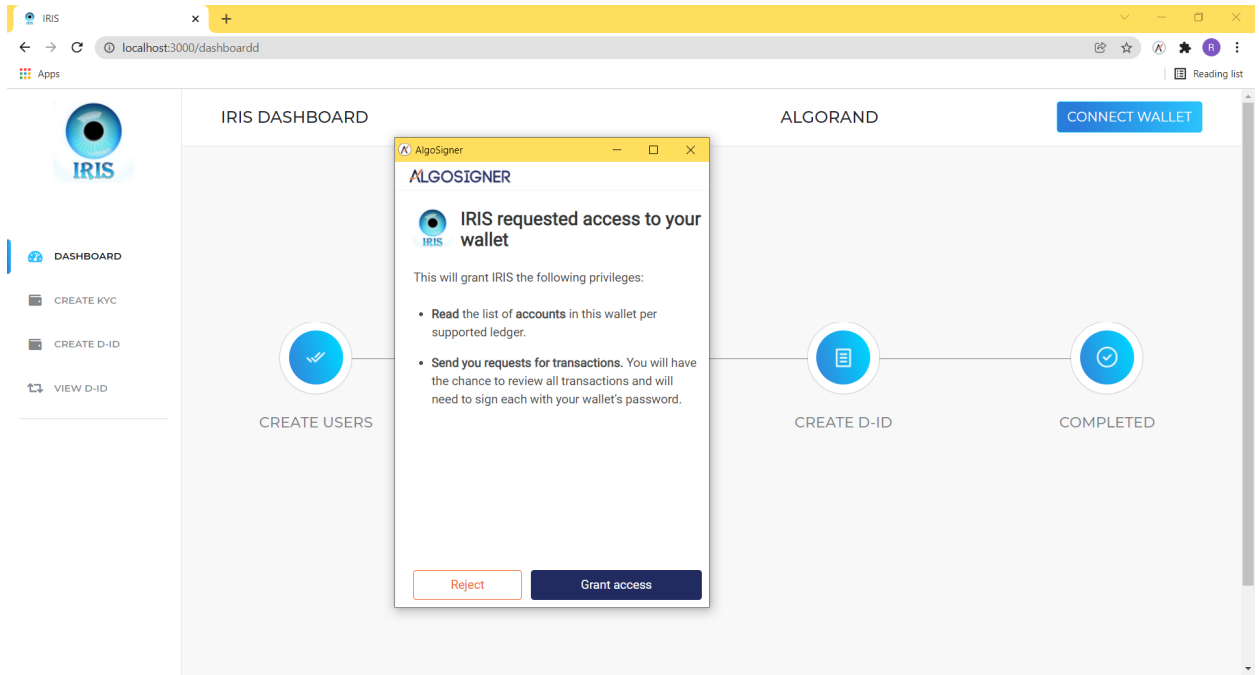 IRIS
localhost:3000/dashboardd
R
Apps
Reading list
IRIS
IRIS DASHBOARD
ALGORAND
CONNECT WALLET
DASHBOARD
CREATE KYC
CREATE D-ID
VIEW D-ID
AlgoSigner
ALGOSIGNER
IRIS
IRIS requested access to your
wallet
This will grant IRIS the following privileges:
• Read the list of accounts in this wallet per
supported ledger.
• Send you requests for transactions. You will have
the chance to review all transactions and will
need to sign each with your wallet's password.
Reject
Grant access
CREATE USERS
CREATE D-ID
COMPLETED